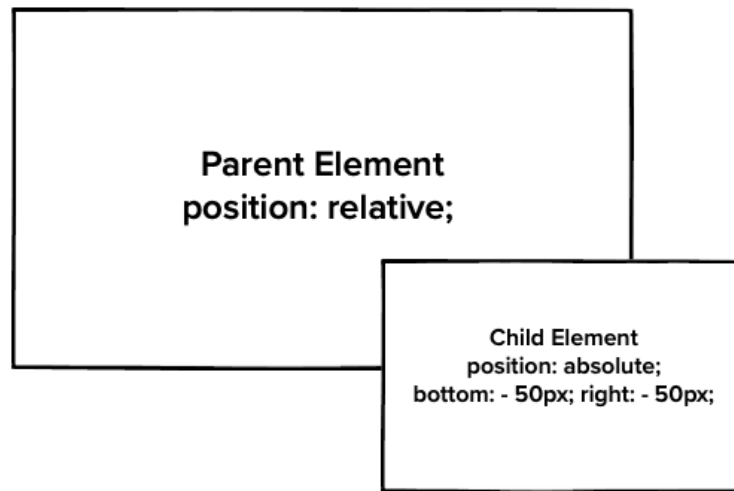 Parent Element
position: relative;
Child Element
position: absolute;
bottom: - 50px; right: - 50px;